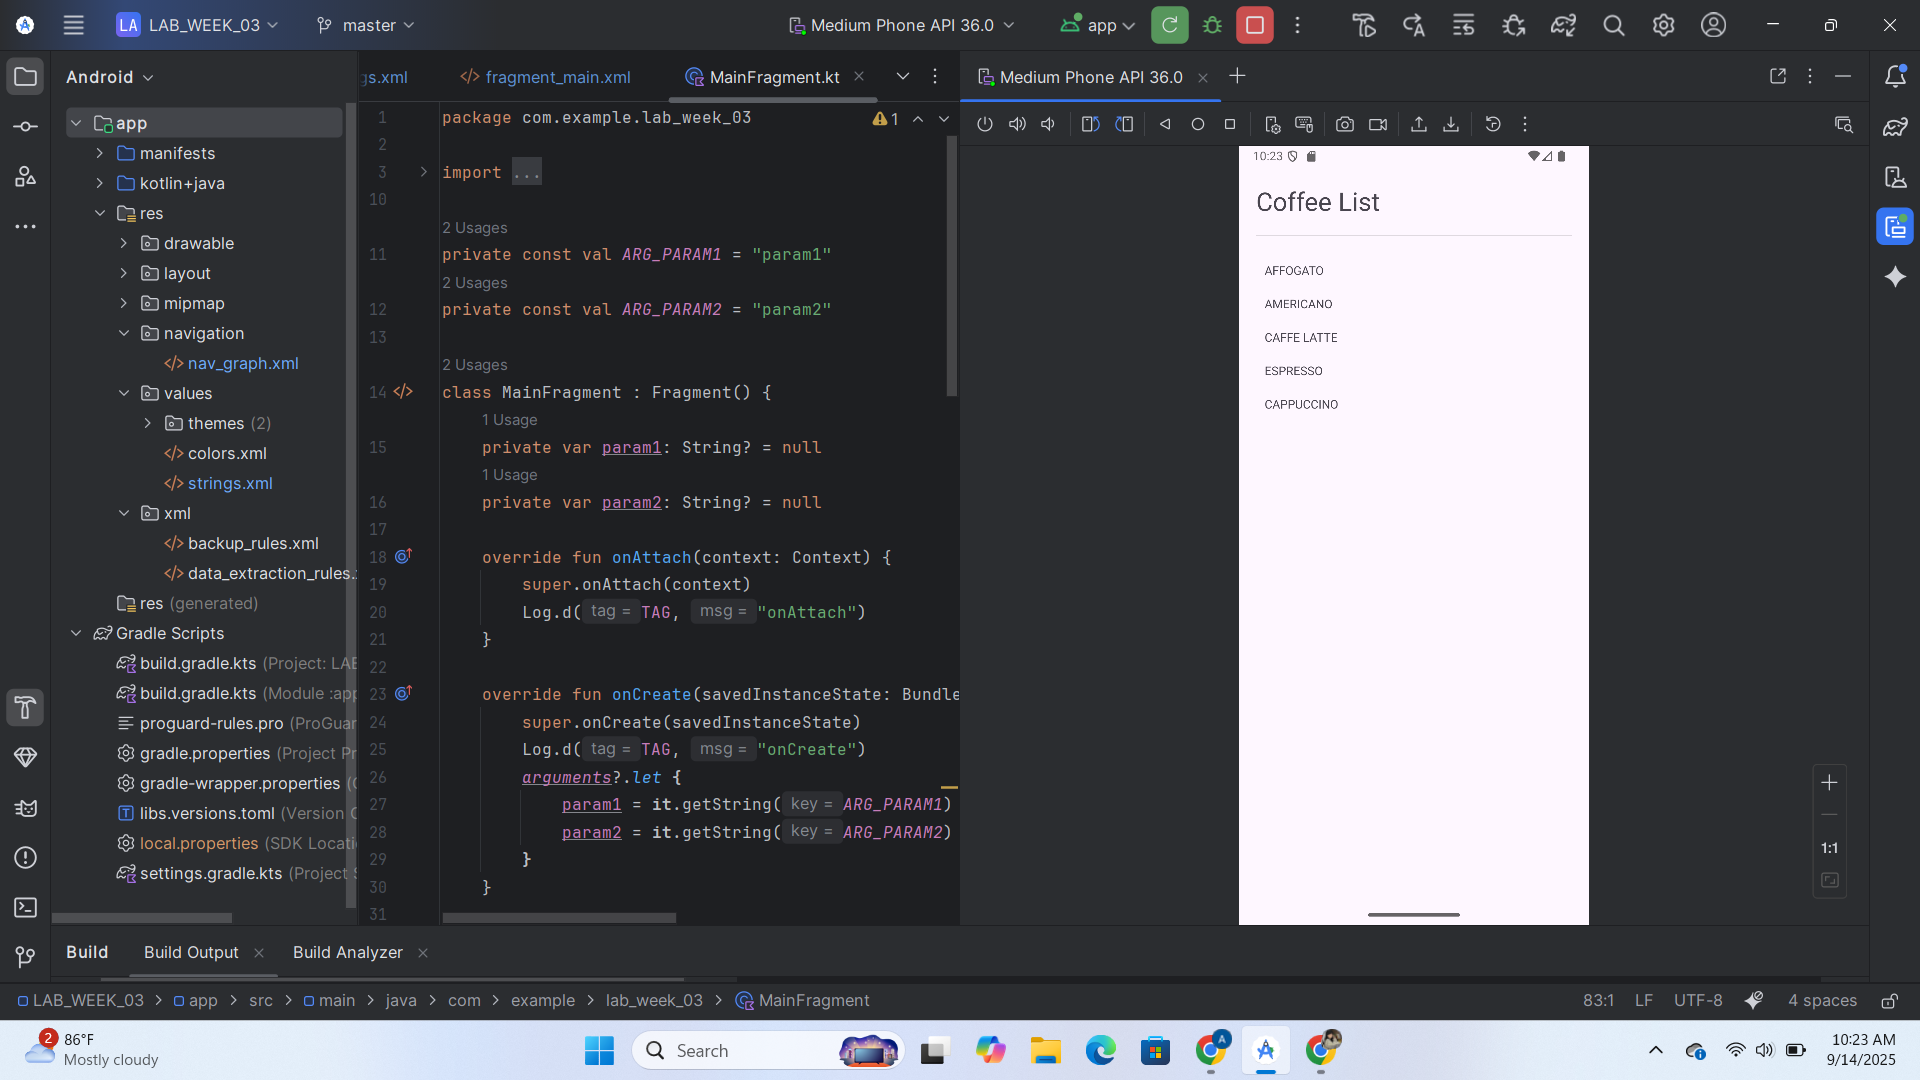 LA LAB_WEEK_03
master
Medium Phone API 36.0
app
Android
gs.xml
fragment_main.xml
MainFragment.kt
Medium Phone API 36.0
app
manifests
kotlin+java
res
drawable
layout
mipmap
navigation
nav_graph.xml
values
themes (2)
colors.xml
strings.xml
xml
backup_rules.xml
data_extraction_rules.
res (generated)
Gradle Scripts
build.gradle.kts (Project: LAB
build.gradle.kts (Module :app
proguard-rules.pro (ProGuar
gradle.properties (Project Pr
gradle-wrapper.properties (
libs.versions.toml (Version
local.properties (SDK Locati
settings.gradle.kts (Project S
1 package com.example.lab_week_03
1
2
3 import ...
10
2 Usages
11 private const val ARG_PARAM1 = "param1"
2 Usages
12 private const val ARG_PARAM2 = "param2"
13
2 Usages
14 class MainFragment : Fragment() {
1 Usage
15 private var param1: String? = null
1 Usage
16 private var param2: String? = null
17
18 override fun onAttach(context: Context) {
19 super.onAttach(context)
20 Log.d( tag = TAG, msg = "onAttach")
21 }
22
23 override fun onCreate(savedInstanceState: Bundle
24 super.onCreate(savedInstanceState)
25 Log.d( tag = TAG, msg = "onCreate")
26 arguments?.let {
27 param1 = it.getString( key = ARG_PARAM1)
28 param2 = it.getString( key = ARG_PARAM2)
29 }
30 }
31
10:23
Coffee List
AFFOGATO
AMERICANO
CAFFE LATTE
ESPRESSO
CAPPUCCINO
1:1
Build
Build Output
Build Analyzer
LAB_WEEK_03 > app > src > main > java > com > example > lab_week_03 > MainFragment
83:1
LF
UTF-8
4 spaces
2
86°F
Mostly cloudy
Search
A
10:23 AM
9/14/2025